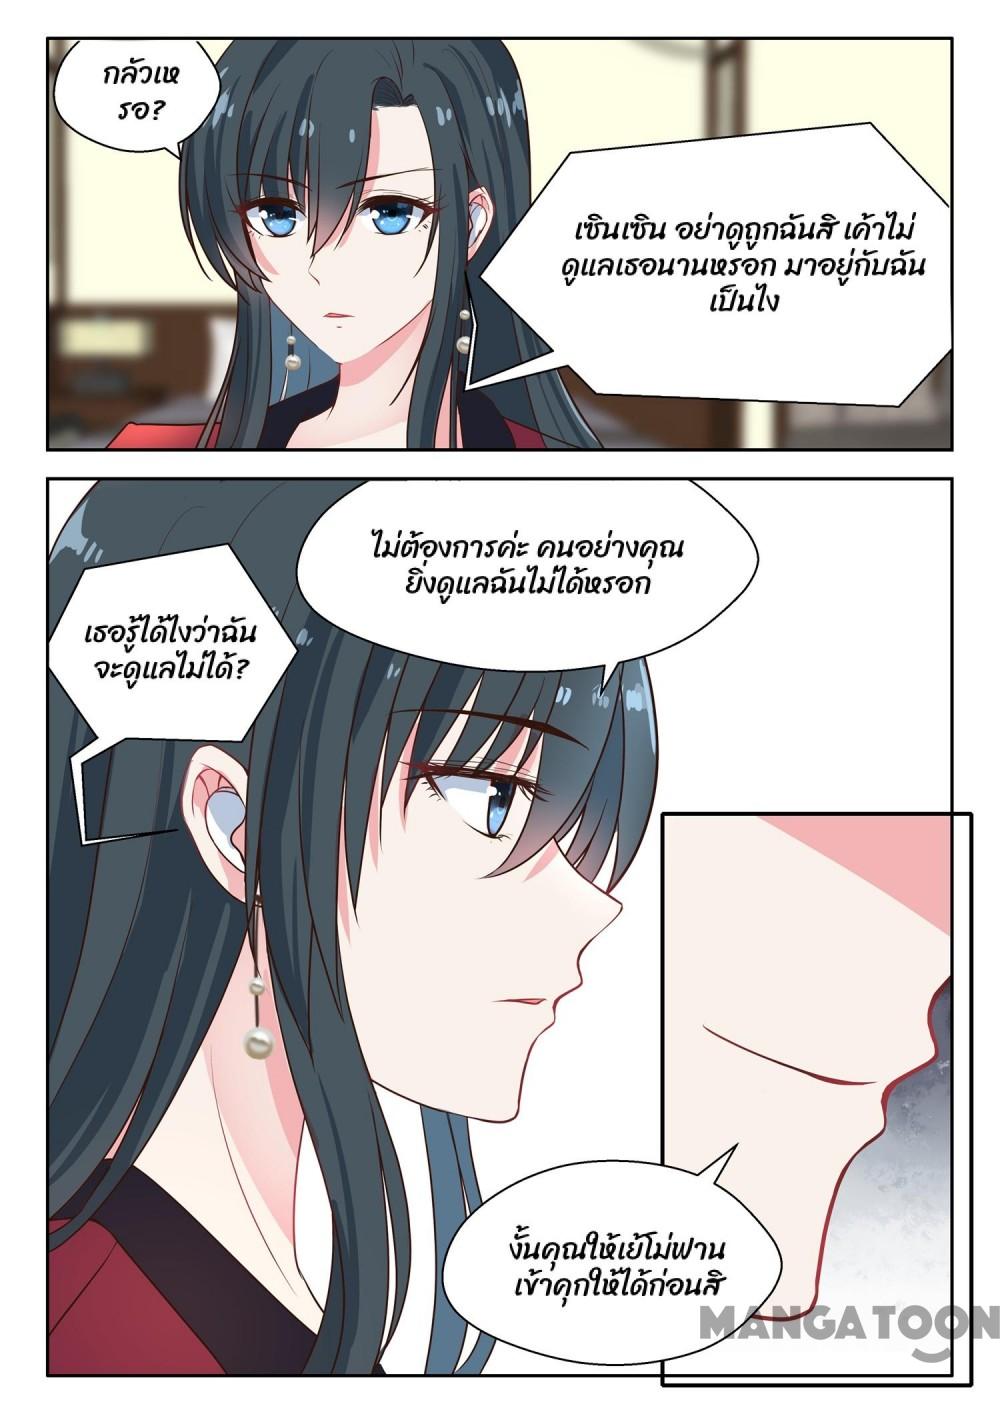 กลัวเห
รอ?
เซินเซิน อย่าดูถูกฉันสิ เค้าไม่
ดูแลเธอนานหรอก มาอยู่กับฉัน
เป็นไง
ไม่ต้องการค่ะ คนอย่างคุณ
ยิ่งดูแลฉันไม่ได้หรอก
เธอรู้ได้ไงว่าฉัน
จะดูแลไม่ได้?
งั้นคุณให้เย้โม่ฟาน
เข้าคุกให้ได้ก่อนสิ
MANGATOON